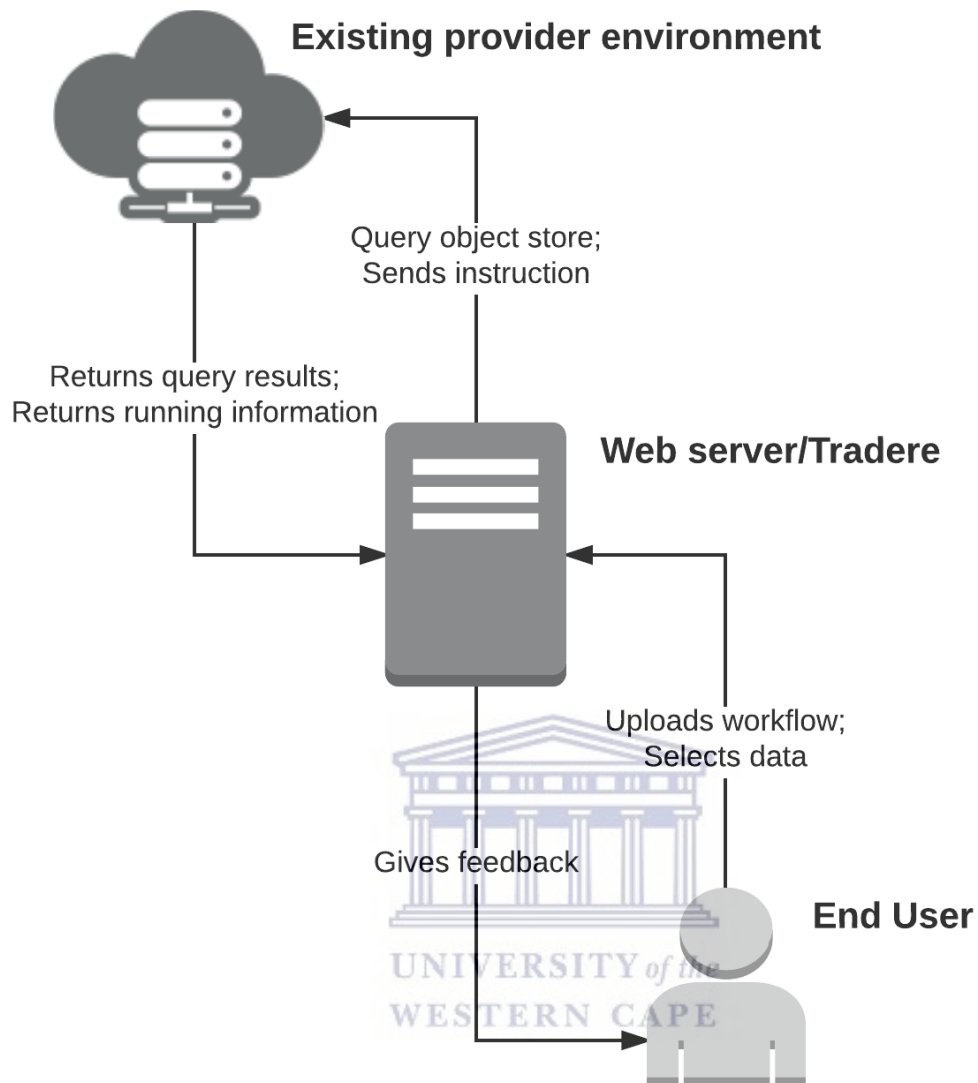 Existing provider environment
Query object store;
Sends instruction
Returns query results;
Returns running information
Web server/Tradere
Uploads workflow;
Selects data
Gives feedback
End User
UNIVERSITY of the
WESTERN CAPE